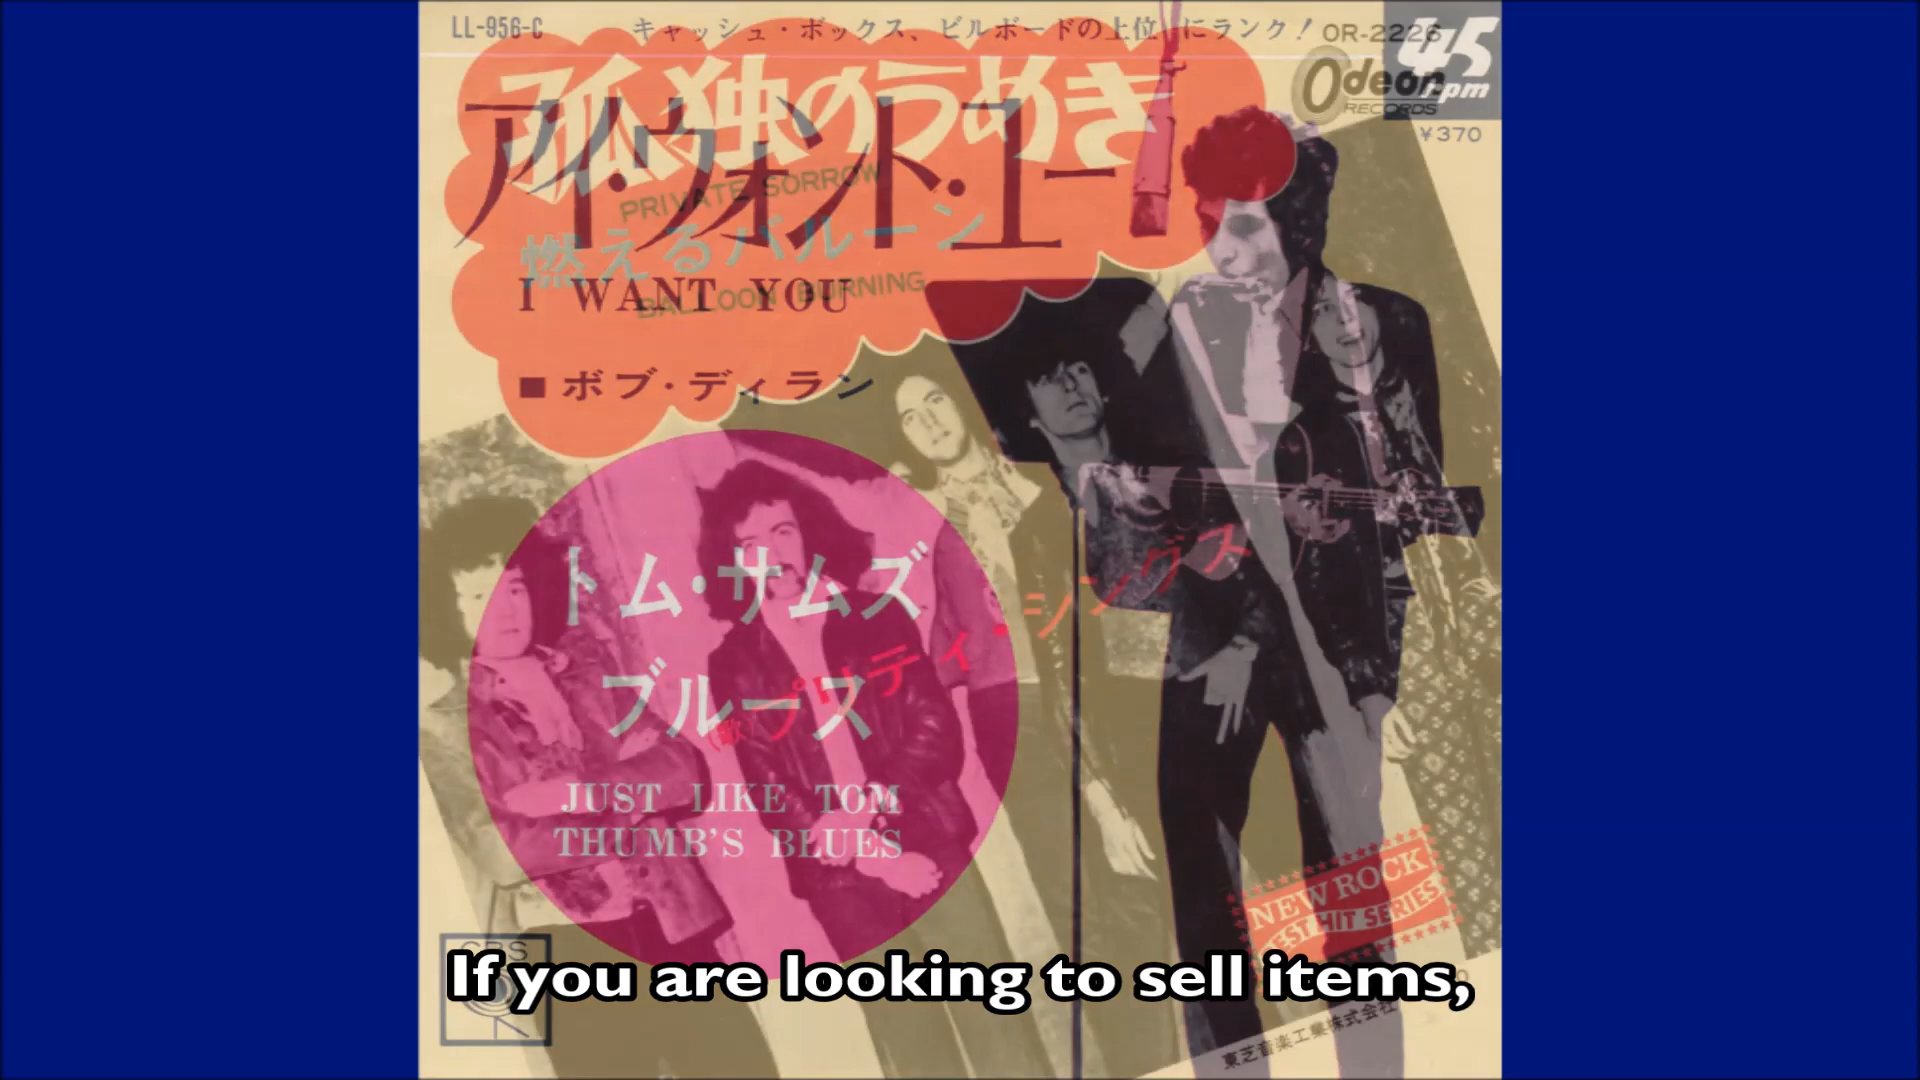 LL-956-C
キャッシュ・ボックス、ビルボードの上位にランク！
OR-2226
45
rpm
Odeon
RECORDS
¥370
孤独のうめき
アイ・ウォント・ユー
PRIVATE SORROW
燃えるバルーン
I WANT YOU
BALLOON BURNING
■ボブ・ディラン
トム・サムズ
ブルース
(歌)プリティ・シングス
JUST LIKE TOM
THUMB'S BLUES
NEW ROCK
BEST HIT SERIES
CBS
If you are looking to sell items,
東芝音楽工業株式会社